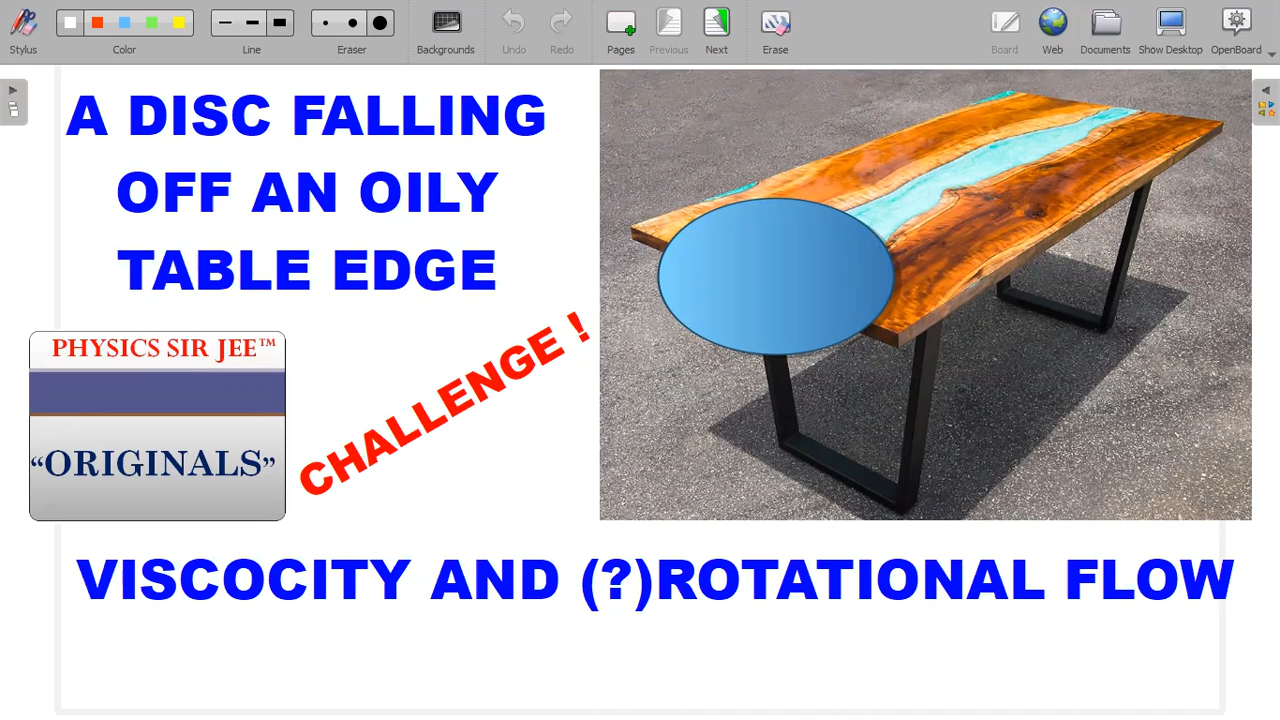 Stylus
Color
Line
Eraser
Backgrounds
Undo
Redo
Pages
Previous
Next
Erase
Board
Web
Documents
Show Desktop
OpenBoard
A DISC FALLING
OFF AN OILY
TABLE EDGE
PHYSICS SIR JEE™
“ORIGINALS”
CHALLENGE !
VISCOCITY AND (?)ROTATIONAL FLOW